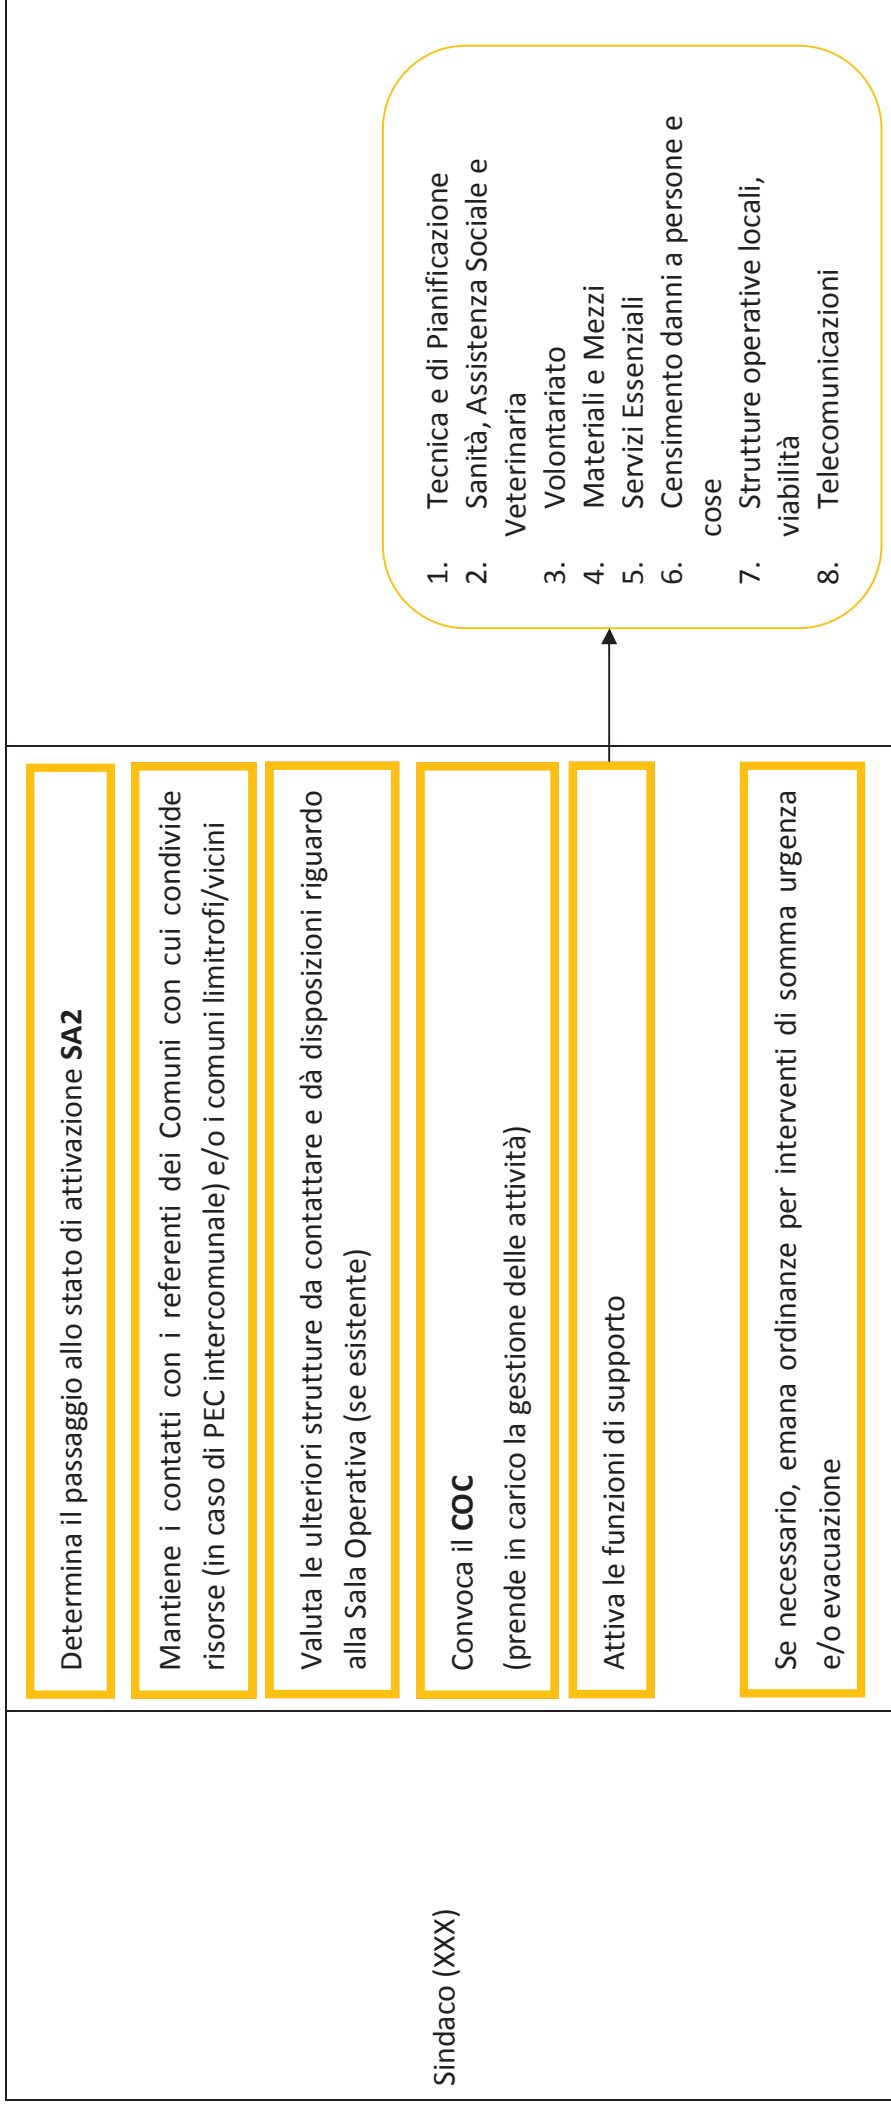 Sindaco (XXX)
Determina il passaggio allo stato di attivazione SA2
Mantiene i contatti con i referenti dei Comuni con cui condivide
risorse (in caso di PEC intercomunale) e/o i comuni limitrofi/vicini
Valuta le ulteriori strutture da contattare e dà disposizioni riguardo
alla Sala Operativa (se esistente)
Convoca il COC
(prende in carico la gestione delle attività)
Attiva le funzioni di supporto
Se necessario, emana ordinanze per interventi di somma urgenza
e/o evacuazione
1. Tecnica e di Pianificazione
2. Sanità, Assistenza Sociale e
Veterinaria
3. Volontariato
4. Materiali e Mezzi
5. Servizi Essenziali
6. Censimento danni a persone e
cose
7. Strutture operative locali,
viabilità
8. Telecomunicazioni